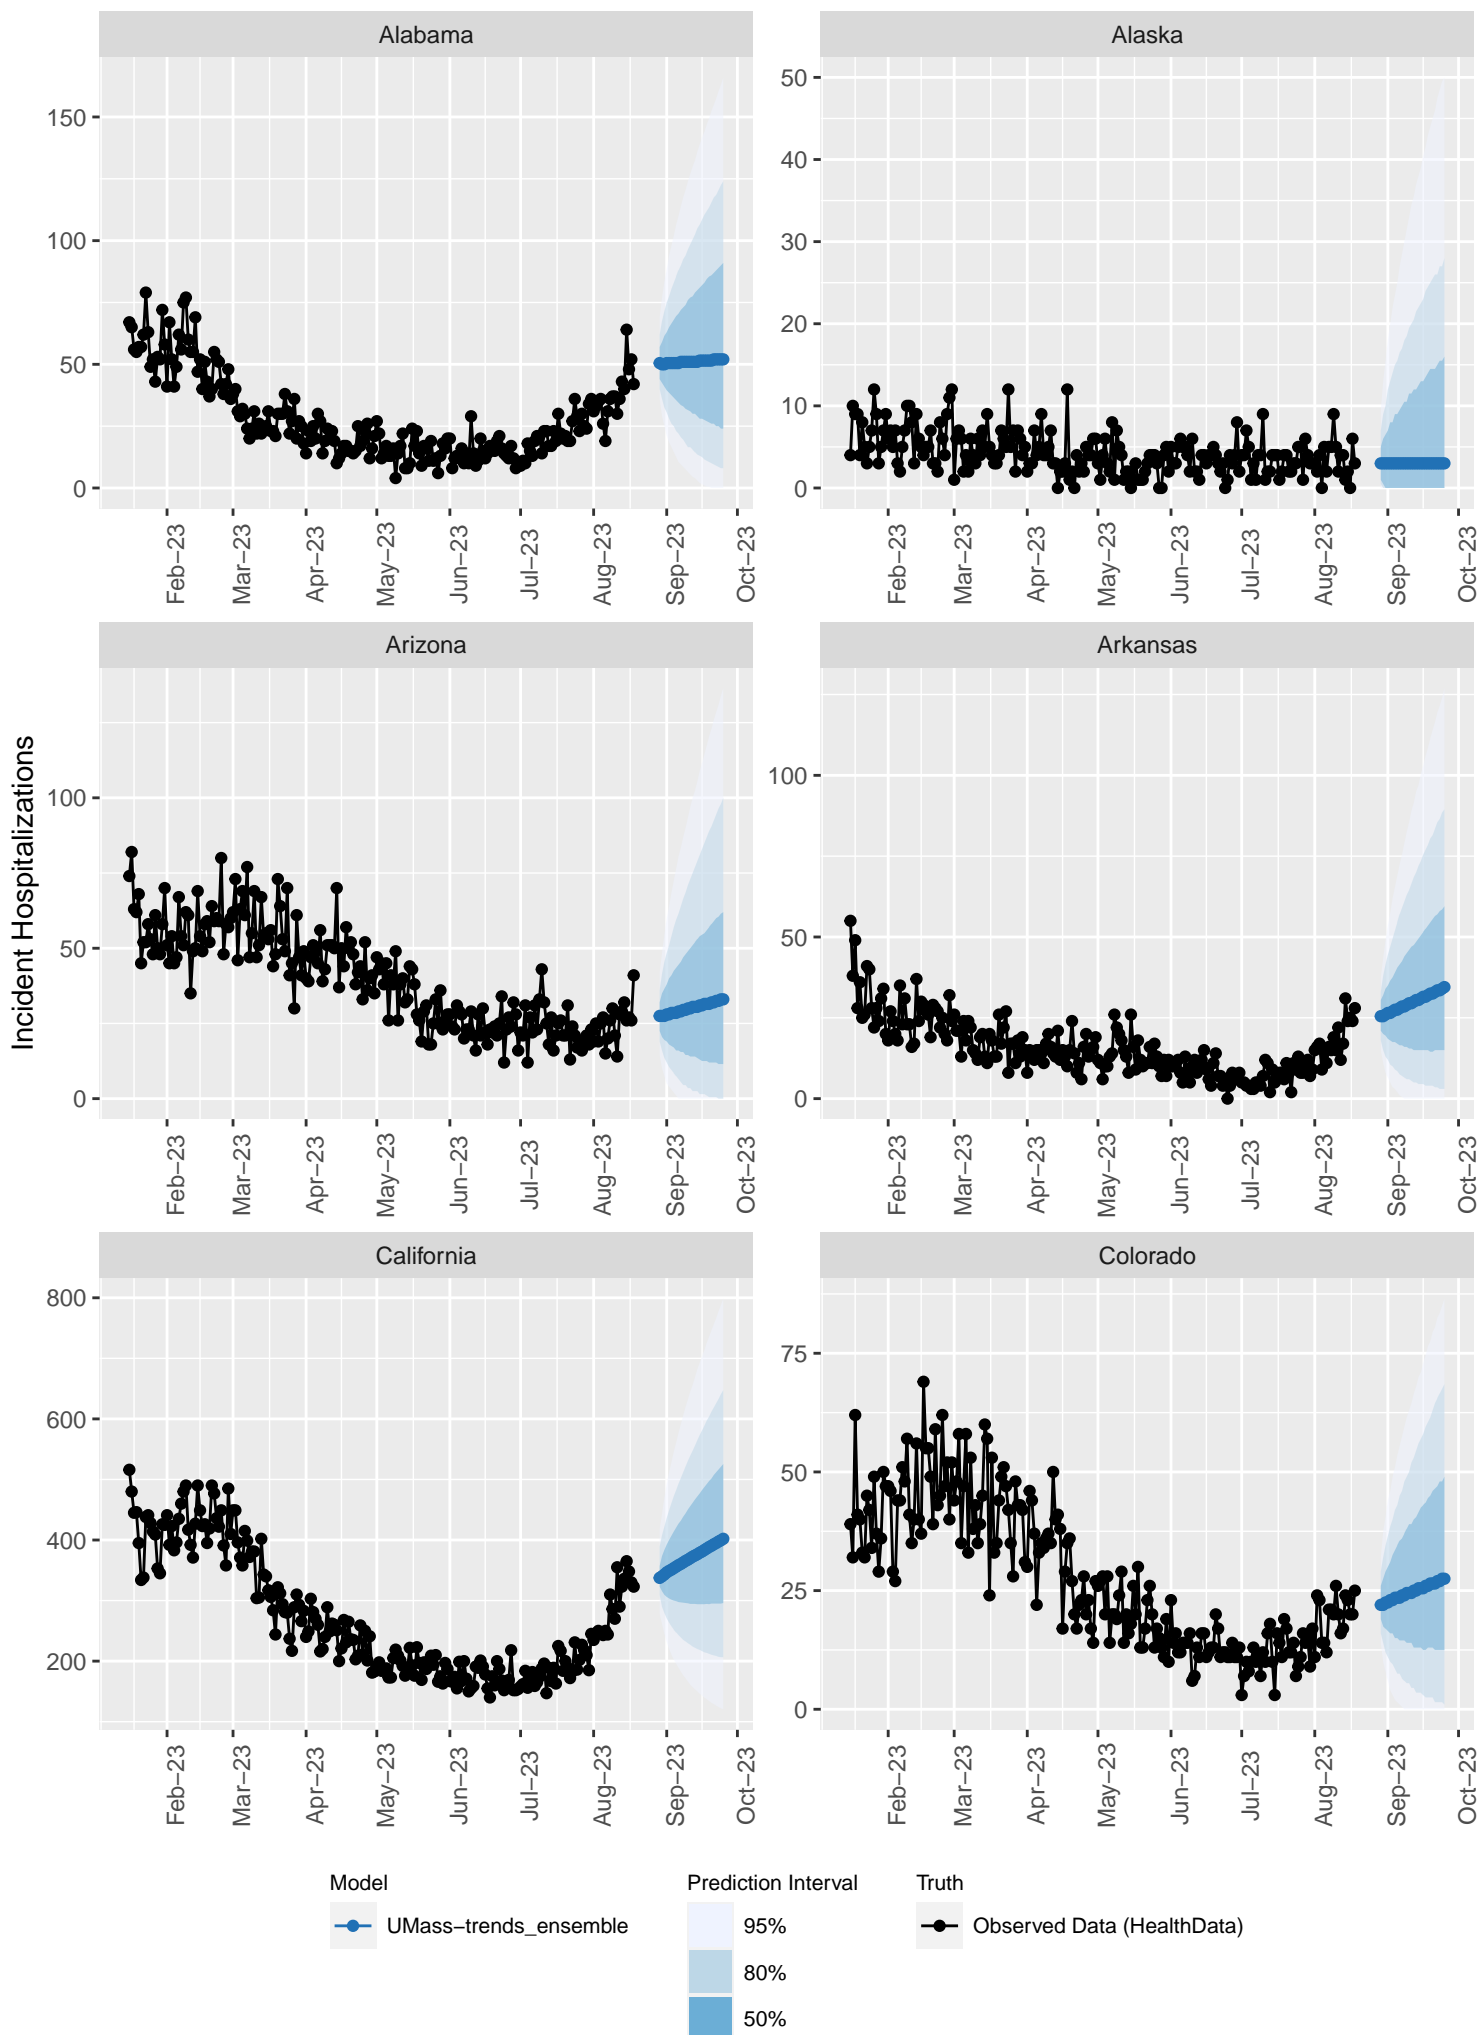 Alabama
Alaska
150
100
50
0
50
40
30
20
10
0
Feb−23
Mar−23
Apr−23
May−23
Jun−23
Jul−23
Aug−23
Sep−23
Oct−23
Feb−23
Mar−23
Apr−23
May−23
Jun−23
Jul−23
Aug−23
Sep−23
Oct−23
Arizona
Arkansas
Incident Hospitalizations
100
50
0
100
50
0
Feb−23
Mar−23
Apr−23
May−23
Jun−23
Jul−23
Aug−23
Sep−23
Oct−23
Feb−23
Mar−23
Apr−23
May−23
Jun−23
Jul−23
Aug−23
Sep−23
Oct−23
California
Colorado
800
600
400
200
75
50
25
0
Feb−23
Mar−23
Apr−23
May−23
Jun−23
Jul−23
Aug−23
Sep−23
Oct−23
Feb−23
Mar−23
Apr−23
May−23
Jun−23
Jul−23
Aug−23
Sep−23
Oct−23
Model
UMass−trends_ensemble
Prediction Interval
95%
80%
50%
Truth
Observed Data (HealthData)